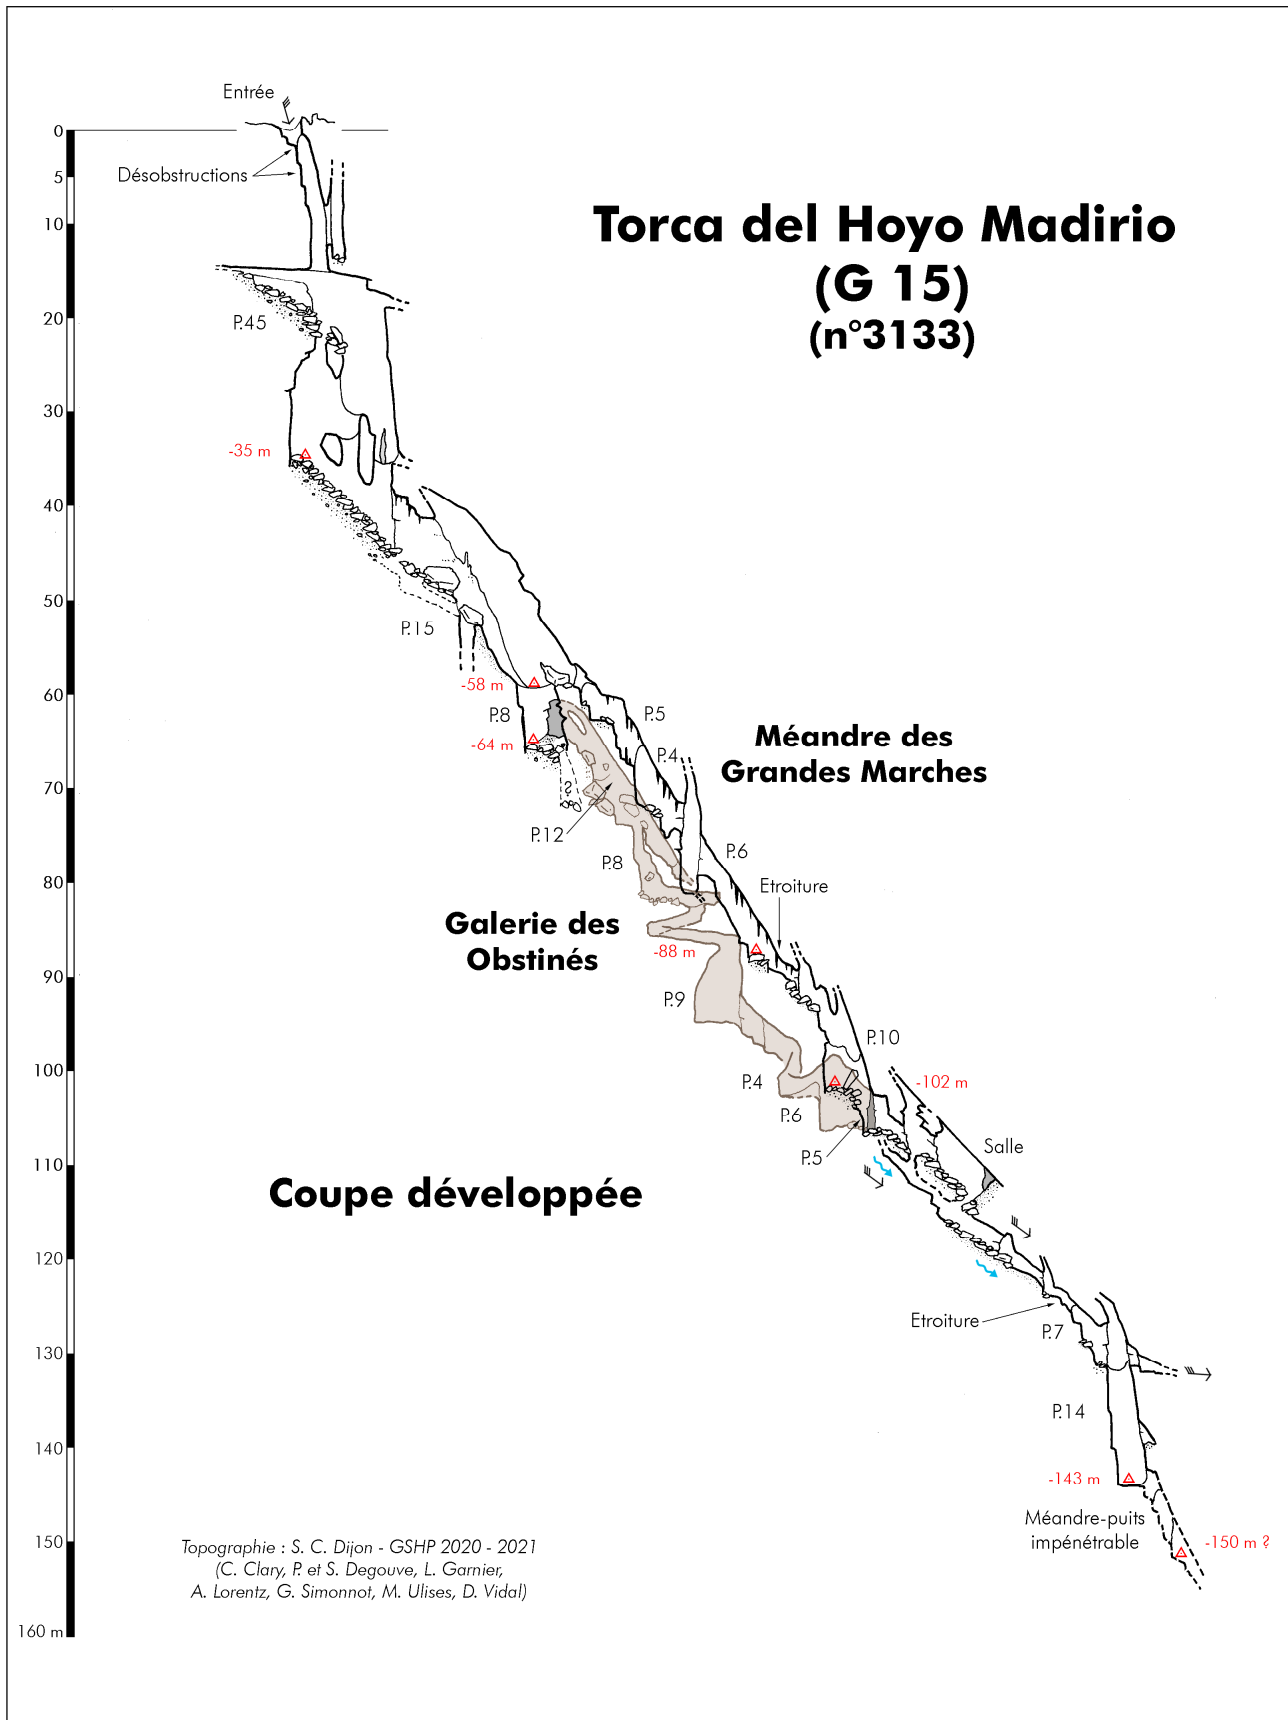 Entrée
0
Désobstructions
5
10
Torca del Hoyo Madirio
(G 15)
(n°3133)
20
P.45
30
-35 m
40
50
P.15
-58 m
60
P.8
P.5
-64 m
P.4
Méandre des
Grandes Marches
70
?
P.12
P.8
P.6
80
Etroiture
Galerie des
Obstinés
-88 m
90
P.9
P.10
100
P.4
-102 m
P.6
P.5
Salle
110
Coupe développée
120
Etroiture
P.7
130
P.14
140
-143 m
Méandre-puits
impénétrable
150
-150 m ?
Topographie : S. C. Dijon - GSHP 2020 - 2021
(C. Clary, P. et S. Degouve, L. Garnier,
A. Lorentz, G. Simonnot, M. Ulises, D. Vidal)
160 m